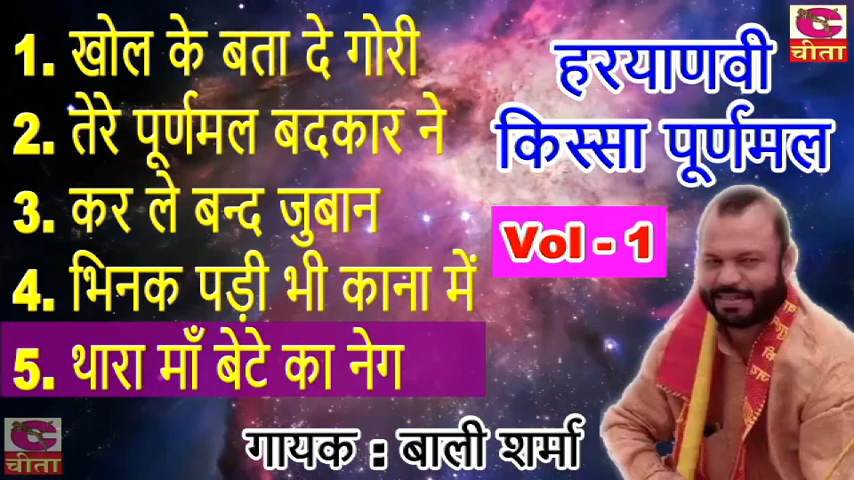 1. खोल के बता दे गोरी
2. तेरे पूर्णमल बदकार ने
3. कर ले बन्द जुबान
4. भिनक पड़ी भी काना में
5. थारा माँ बेटे का नेग
हरयाणवी
किस्सा पूर्णमल
Vol - 1
गायक : बाली शर्मा
चीता
चीता